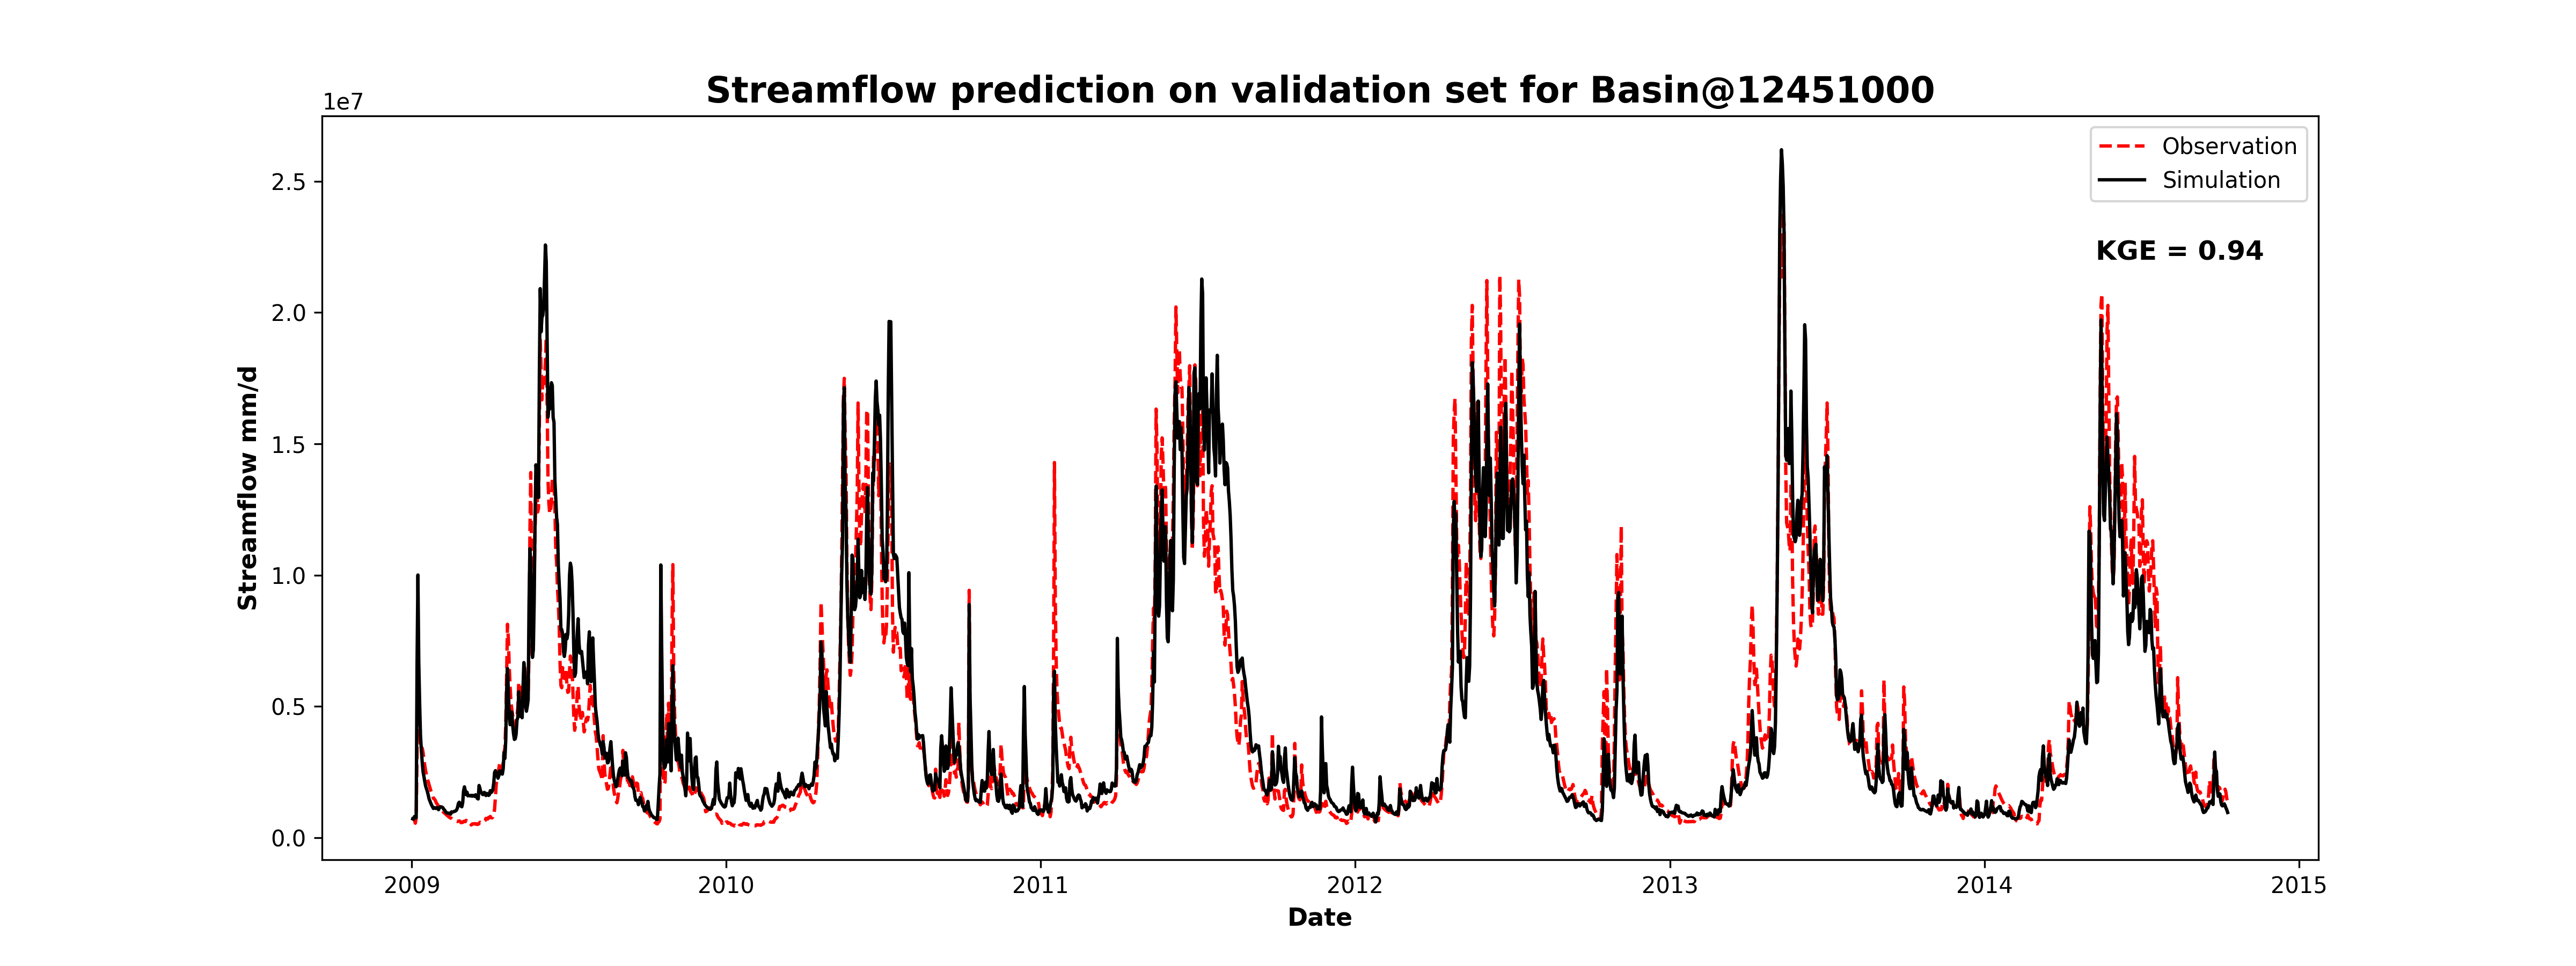 Streamflow prediction on validation set for Basin@12451000
1e7
Observation
Simulation
KGE = 0.94
2.5
2.0
1.5
1.0
0.5
0.0
Streamflow mm/d
2009 2010 2011 2012 2013 2014 2015
Date